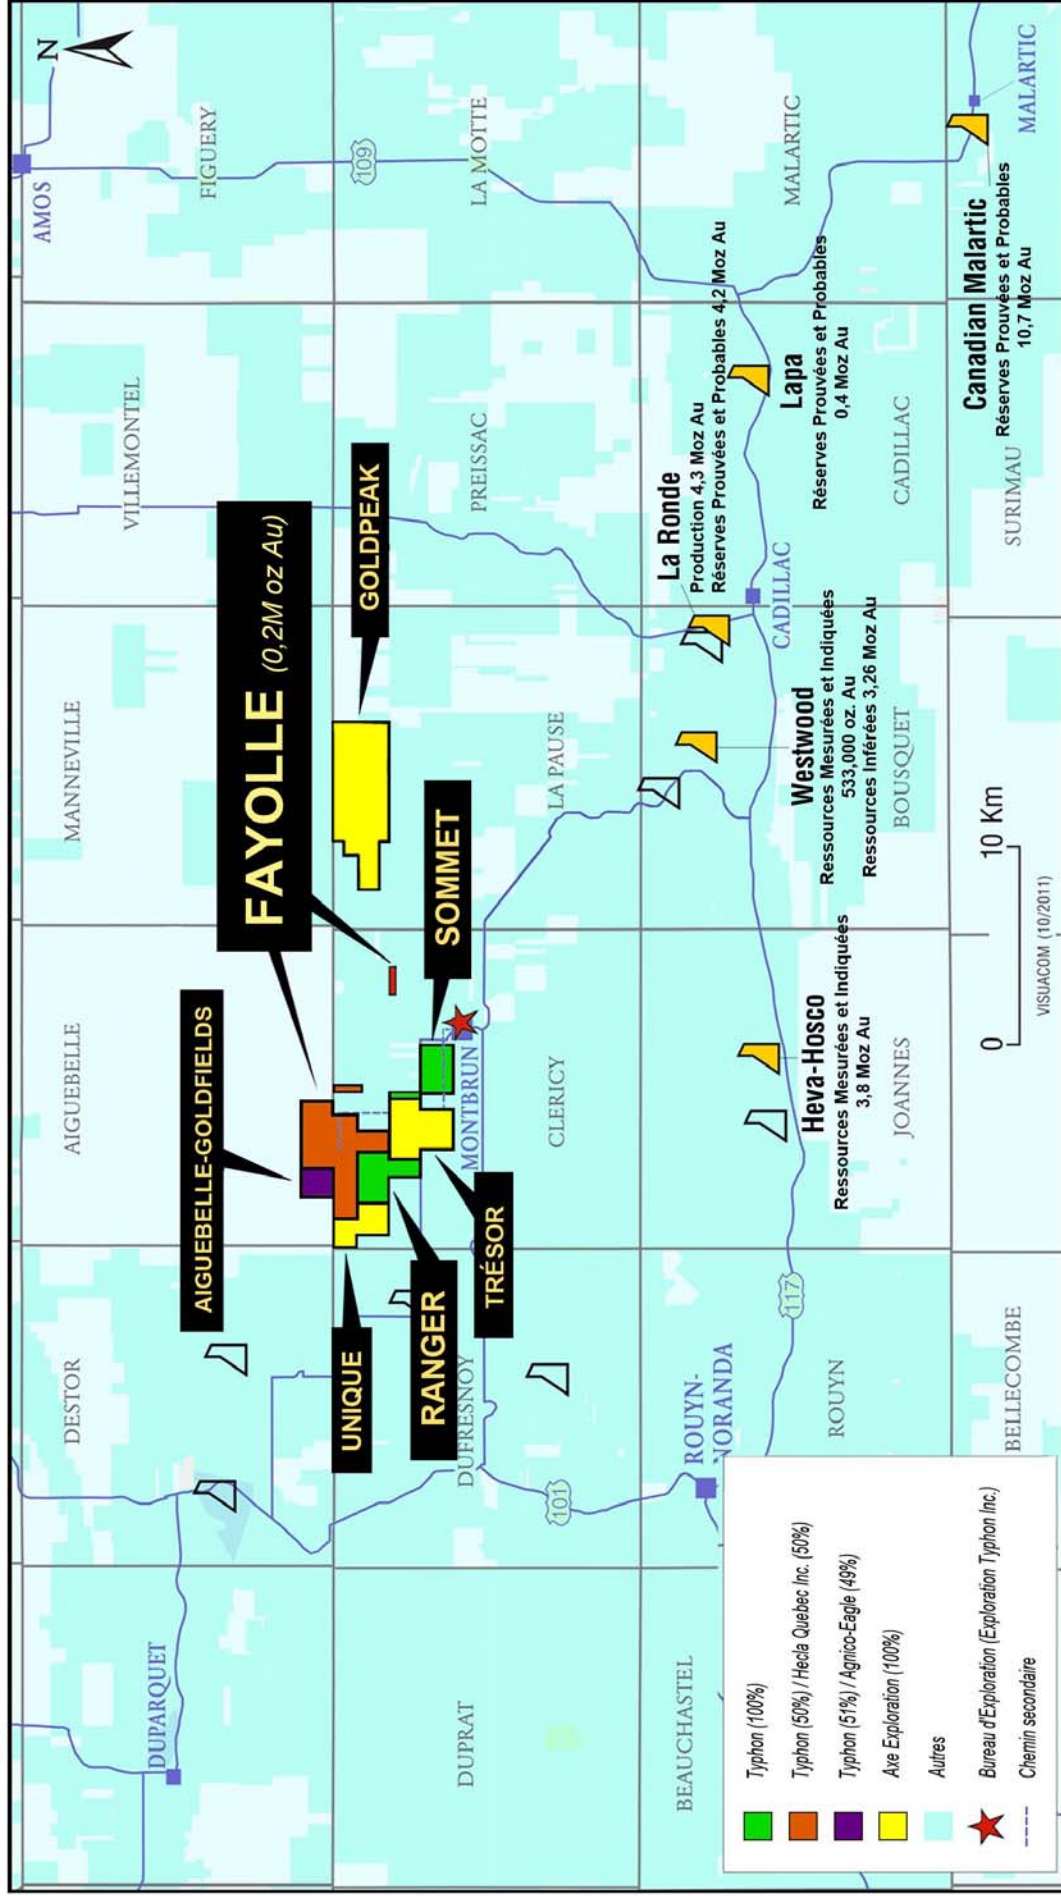 N
AMOS
FIGUERY
109
LA MOTTE
MALARTIC
MALARTIC
VILLEMONTEL
PREISSAC
CADILLAC
SURIMAU
MANNEVILLE
LA PAUSE
BOUSQUET
AIGUEBELLE
CLERICY
JOANNES
DESTOR
DUFRESNOY
ROUYN
BELLECOMBE
DUPARQUET
DUPRAT
BEAUCHASTEL
ROUYN-
NORANDA
101
117
MONTBRUN
CADILLAC
FAYOLLE (0,2M oz Au)
GOLDPEAK
SOMMET
AIGUEBELLE-GOLDFIELDS
UNIQUE
RANGER
TRÉSOR
La Ronde
Production 4,3 Moz Au
Réserves Prouvées et Probables 4,2 Moz Au
Lapa
Réserves Prouvées et Probables
0,4 Moz Au
Canadian Malartic
Réserves Prouvées et Probables
10,7 Moz Au
Westwood
Ressources Mesurées et Indiquées
533,000 oz. Au
Ressources Inférées 3,26 Moz Au
Heva-Hosco
Ressources Mesurées et Indiquées
3,8 Moz Au
Typhon (100%)
Typhon (50%) / Hecla Quebec Inc. (50%)
Typhon (51%) / Agnico-Eagle (49%)
Axe Exploration (100%)
Autres
Bureau d'Exploration (Exploration Typhon Inc.)
Chemin secondaire
0 10 Km
VISUACOM (10/2011)